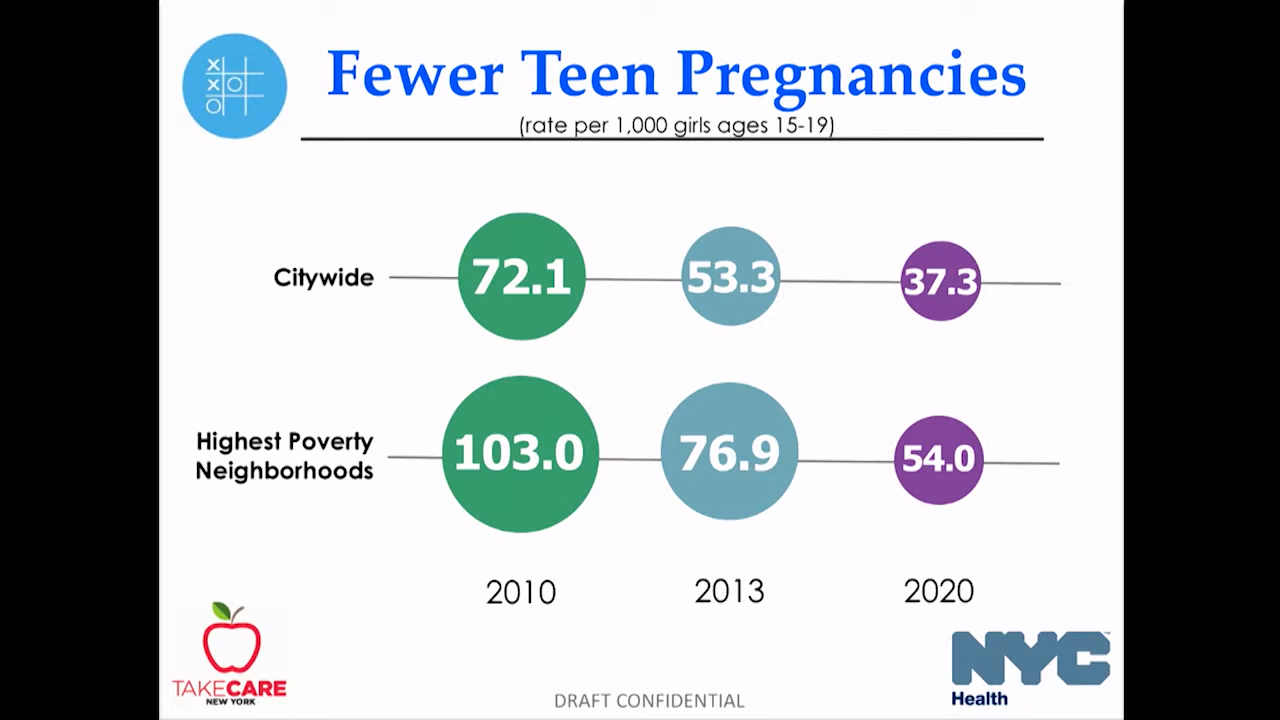 Fewer Teen Pregnancies
(rate per 1,000 girls ages 15-19)
X
X O
O
Citywide 72.1 53.3 37.3
Highest Poverty
Neighborhoods 103.0 76.9 54.0
2010 2013 2020
TAKECARE
NEW YORK
DRAFT CONFIDENTIAL
NYC™
Health